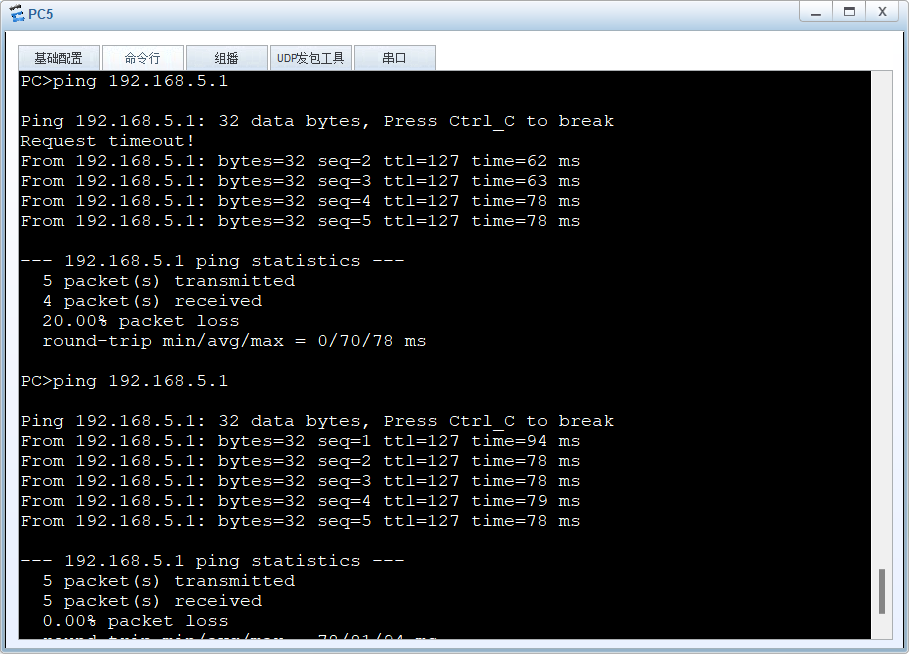 PC5
基础配置 命令行 组播 UDP发包工具 串口
PC>ping 192.168.5.1
Ping 192.168.5.1: 32 data bytes, Press Ctrl_C to break
Request timeout!
From 192.168.5.1: bytes=32 seq=2 ttl=127 time=62 ms
From 192.168.5.1: bytes=32 seq=3 ttl=127 time=63 ms
From 192.168.5.1: bytes=32 seq=4 ttl=127 time=78 ms
From 192.168.5.1: bytes=32 seq=5 ttl=127 time=78 ms
--- 192.168.5.1 ping statistics ---
5 packet(s) transmitted
4 packet(s) received
20.00% packet loss
round-trip min/avg/max = 0/70/78 ms
PC>ping 192.168.5.1
Ping 192.168.5.1: 32 data bytes, Press Ctrl_C to break
From 192.168.5.1: bytes=32 seq=1 ttl=127 time=94 ms
From 192.168.5.1: bytes=32 seq=2 ttl=127 time=78 ms
From 192.168.5.1: bytes=32 seq=3 ttl=127 time=78 ms
From 192.168.5.1: bytes=32 seq=4 ttl=127 time=79 ms
From 192.168.5.1: bytes=32 seq=5 ttl=127 time=78 ms
--- 192.168.5.1 ping statistics ---
5 packet(s) transmitted
5 packet(s) received
0.00% packet loss
round-trip min/avg/max = 78/81/94 ms